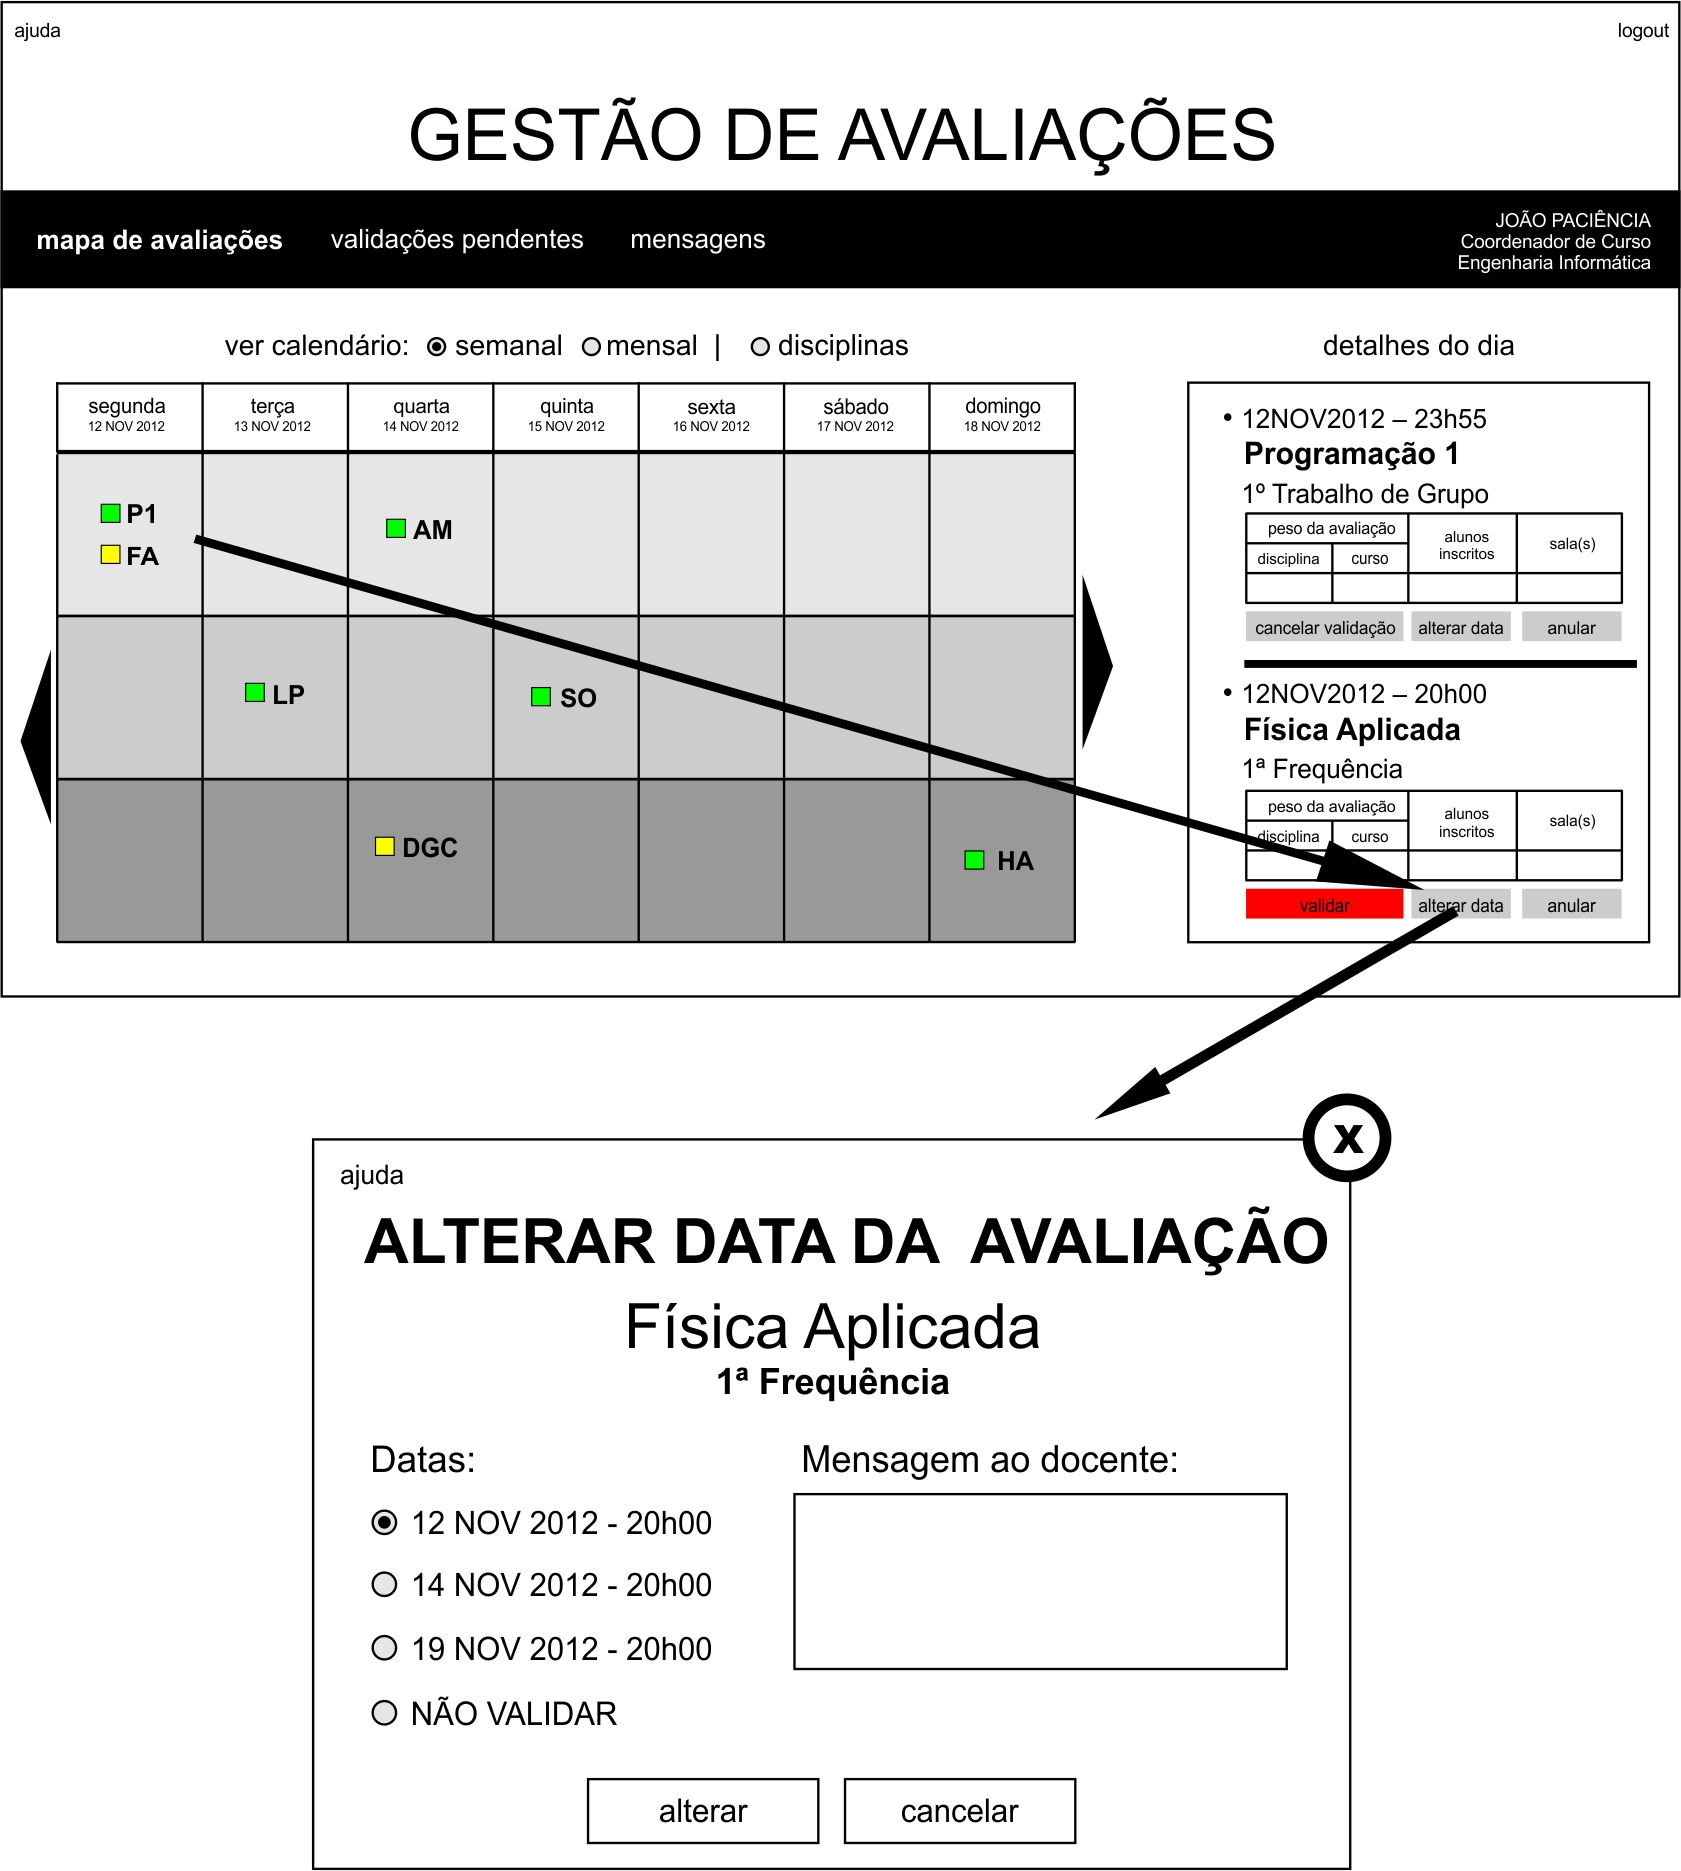 ajuda
logout
GESTÃO DE AVALIAÇÕES
mapa de avaliações validações pendentes mensagens
JOÃO PACIÊNCIA
Coordenador de Curso
Engenharia Informática
ver calendário: semanal mensal | disciplinas
segunda terça quarta quinta sexta sábado domingo
12 NOV 2012 13 NOV 2012 14 NOV 2012 15 NOV 2012 16 NOV 2012 17 NOV 2012 18 NOV 2012
P1
FA
AM
LP
SO
DGC
HA
detalhes do dia
• 12NOV2012 – 23h55
Programação 1
1º Trabalho de Grupo
peso da avaliação
disciplina curso
alunos
inscritos
sala(s)
cancelar validação alterar data anular
• 12NOV2012 – 20h00
Física Aplicada
1ª Frequência
peso da avaliação
disciplina curso
alunos
inscritos
sala(s)
validar alterar data anular
X
ajuda
ALTERAR DATA DA AVALIAÇÃO
Física Aplicada
1ª Frequência
Datas:
12 NOV 2012 - 20h00
14 NOV 2012 - 20h00
19 NOV 2012 - 20h00
NÃO VALIDAR
Mensagem ao docente:
alterar cancelar